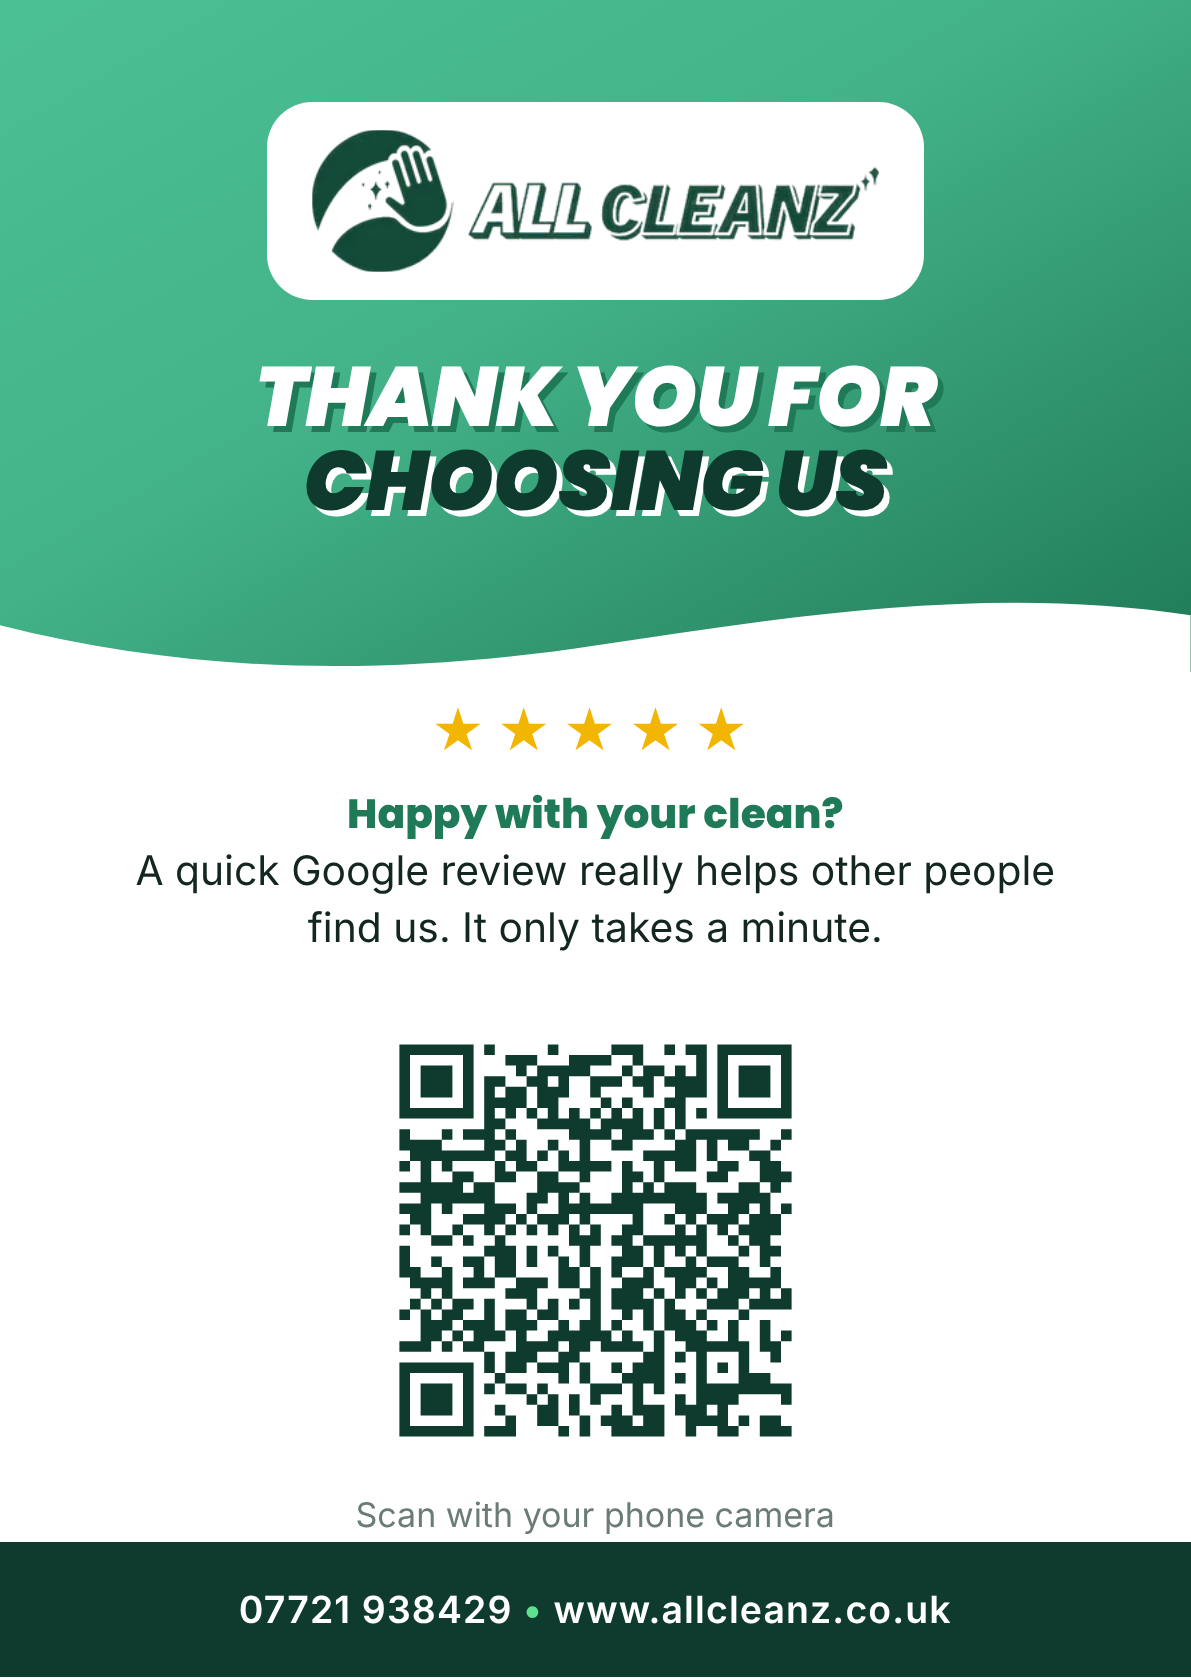 ALL CLEANZ
THANK YOU FOR
CHOOSING US
Happy with your clean?
A quick Google review really helps other people
find us. It only takes a minute.
Scan with your phone camera
07721 938429 • www.allcleanz.co.uk